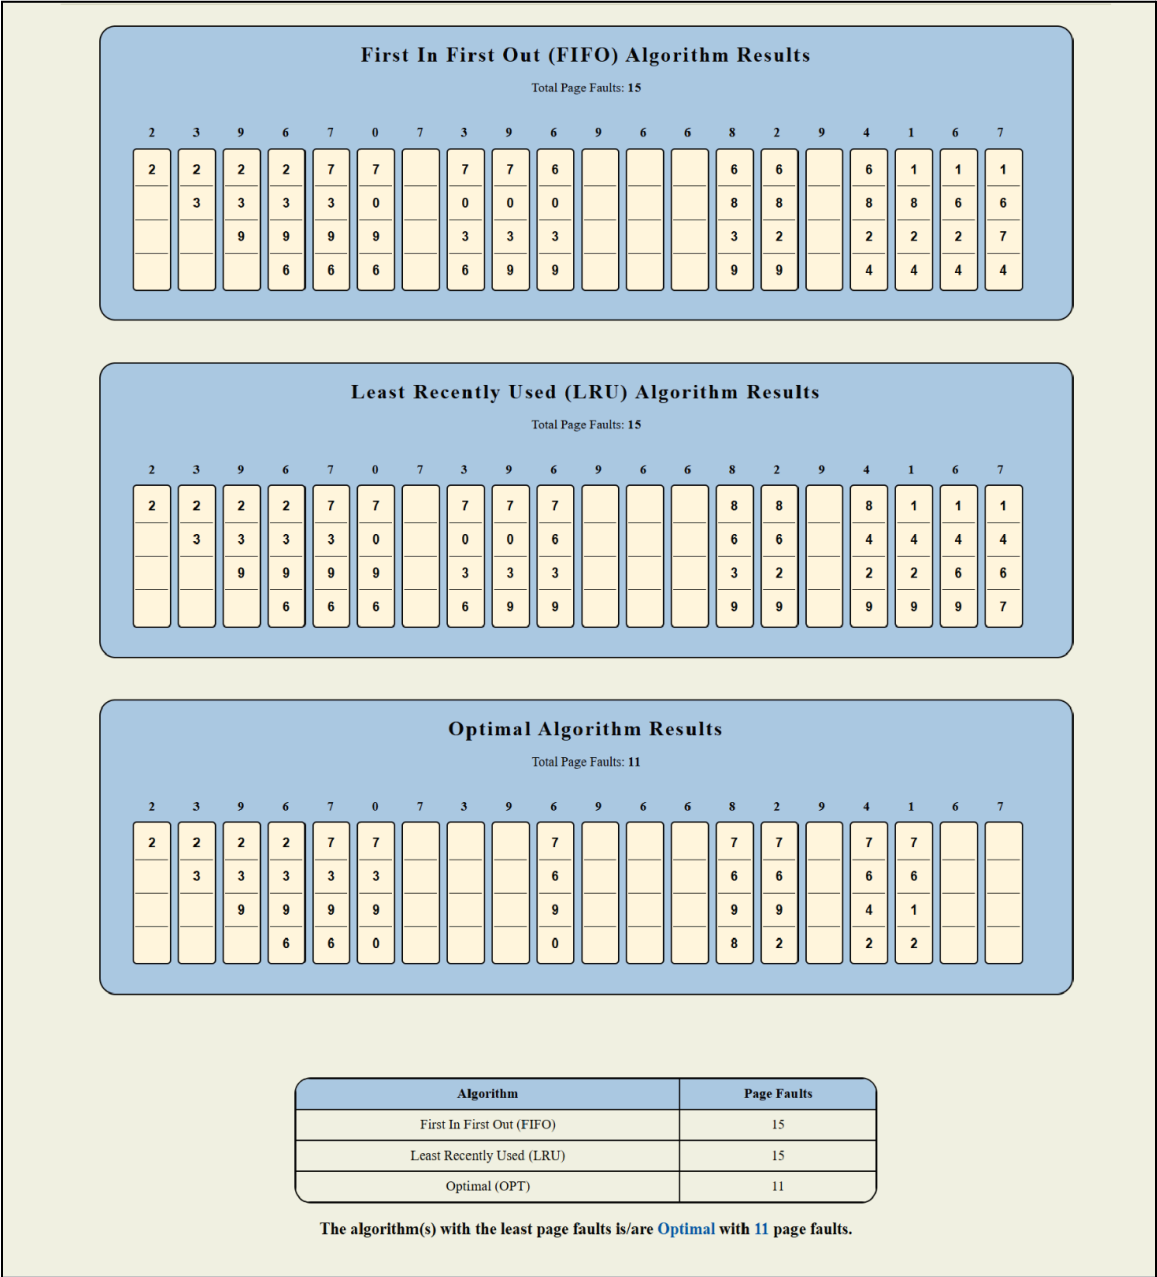 First In First Out (FIFO) Algorithm Results
Total Page Faults: 15
2 3 9 6 7 0 7 3 9 6 9 6 6 8 2 9 4 1 6 7
2 2 2 2 7 7 7 7 6 6 6 6 1 1 1
3 3 3 3 0 0 0 0 8 8 8 8 6 6
9 9 9 9 3 3 3 3 2 2 2 2 7
6 6 6 6 9 9 9 9 4 4 4 4
Least Recently Used (LRU) Algorithm Results
Total Page Faults: 15
2 3 9 6 7 0 7 3 9 6 9 6 6 8 2 9 4 1 6 7
2 2 2 2 7 7 7 7 7 8 8 8 1 1 1
3 3 3 3 0 0 0 6 6 6 4 4 4 4
9 9 9 9 3 3 3 3 2 2 2 6 6
6 6 6 6 9 9 9 9 9 9 9 7
Optimal Algorithm Results
Total Page Faults: 11
2 3 9 6 7 0 7 3 9 6 9 6 6 8 2 9 4 1 6 7
2 2 2 2 7 7 7 7 7 7 7
3 3 3 3 3 6 6 6 6 6
9 9 9 9 9 9 9 4 1
6 6 0 0 8 2 2 2
Algorithm Page Faults
First In First Out (FIFO) 15
Least Recently Used (LRU) 15
Optimal (OPT) 11
The algorithm(s) with the least page faults is/are Optimal with 11 page faults.